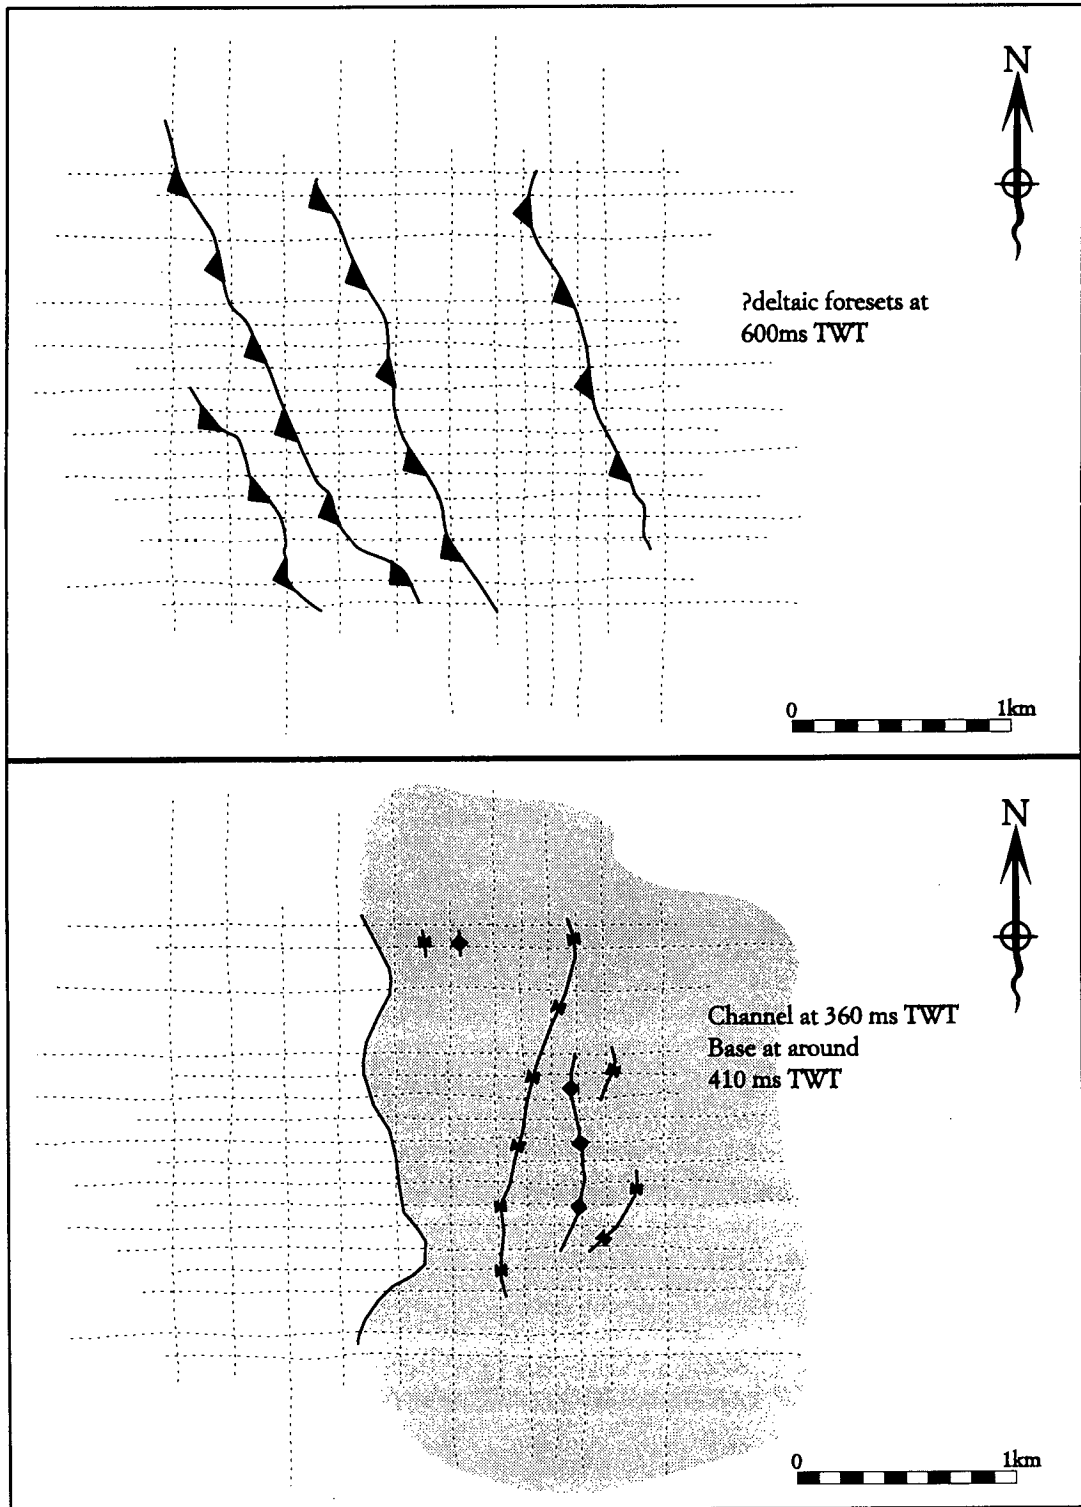 N
?deltaic foresets at
600ms TWT
0 1km
N
Channel at 360 ms TWT
Base at around
410 ms TWT
0 1km